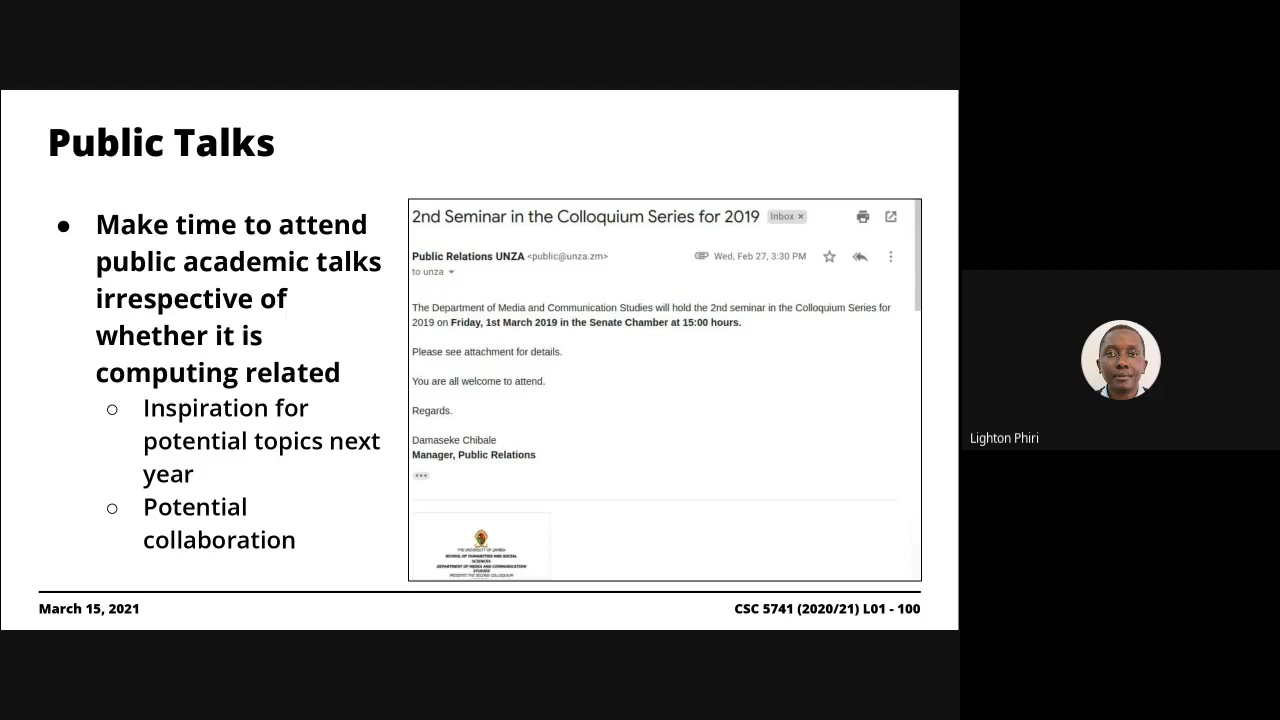 Public Talks
● Make time to attend
public academic talks
irrespective of
whether it is
computing related
○ Inspiration for
potential topics next
year
○ Potential
collaboration
2nd Seminar in the Colloquium Series for 2019 Inbox ×
Public Relations UNZA <public@unza.zm> Wed, Feb 27, 3:30 PM
to unza
The Department of Media and Communication Studies will hold the 2nd seminar in the Colloquium Series for
2019 on Friday, 1st March 2019 in the Senate Chamber at 15:00 hours.
Please see attachment for details.
You are all welcome to attend.
Regards.
Damaseke Chibale
Manager, Public Relations
THE UNIVERSITY OF ZAMBIA
SCHOOL OF HUMANITIES AND SOCIAL
SCIENCES
DEPARTMENT OF MEDIA AND COMMUNICATION
STUDIES
PRESENTS THE SECOND COLLOQUIUM
March 15, 2021 CSC 5741 (2020/21) L01 - 100
Lighton Phiri